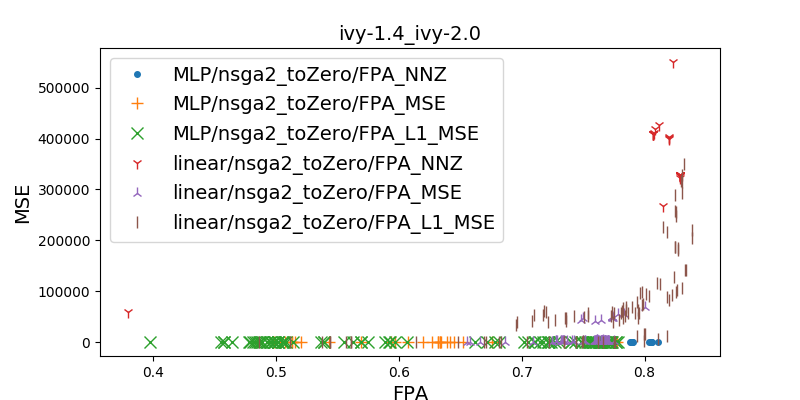 ivy-1.4_ivy-2.0
MLP/nsga2_toZero/FPA_NNZ
MLP/nsga2_toZero/FPA_MSE
MLP/nsga2_toZero/FPA_L1_MSE
linear/nsga2_toZero/FPA_NNZ
linear/nsga2_toZero/FPA_MSE
linear/nsga2_toZero/FPA_L1_MSE
MSE
500000
400000
300000
200000
100000
0
0.4 0.5 0.6 0.7 0.8
FPA